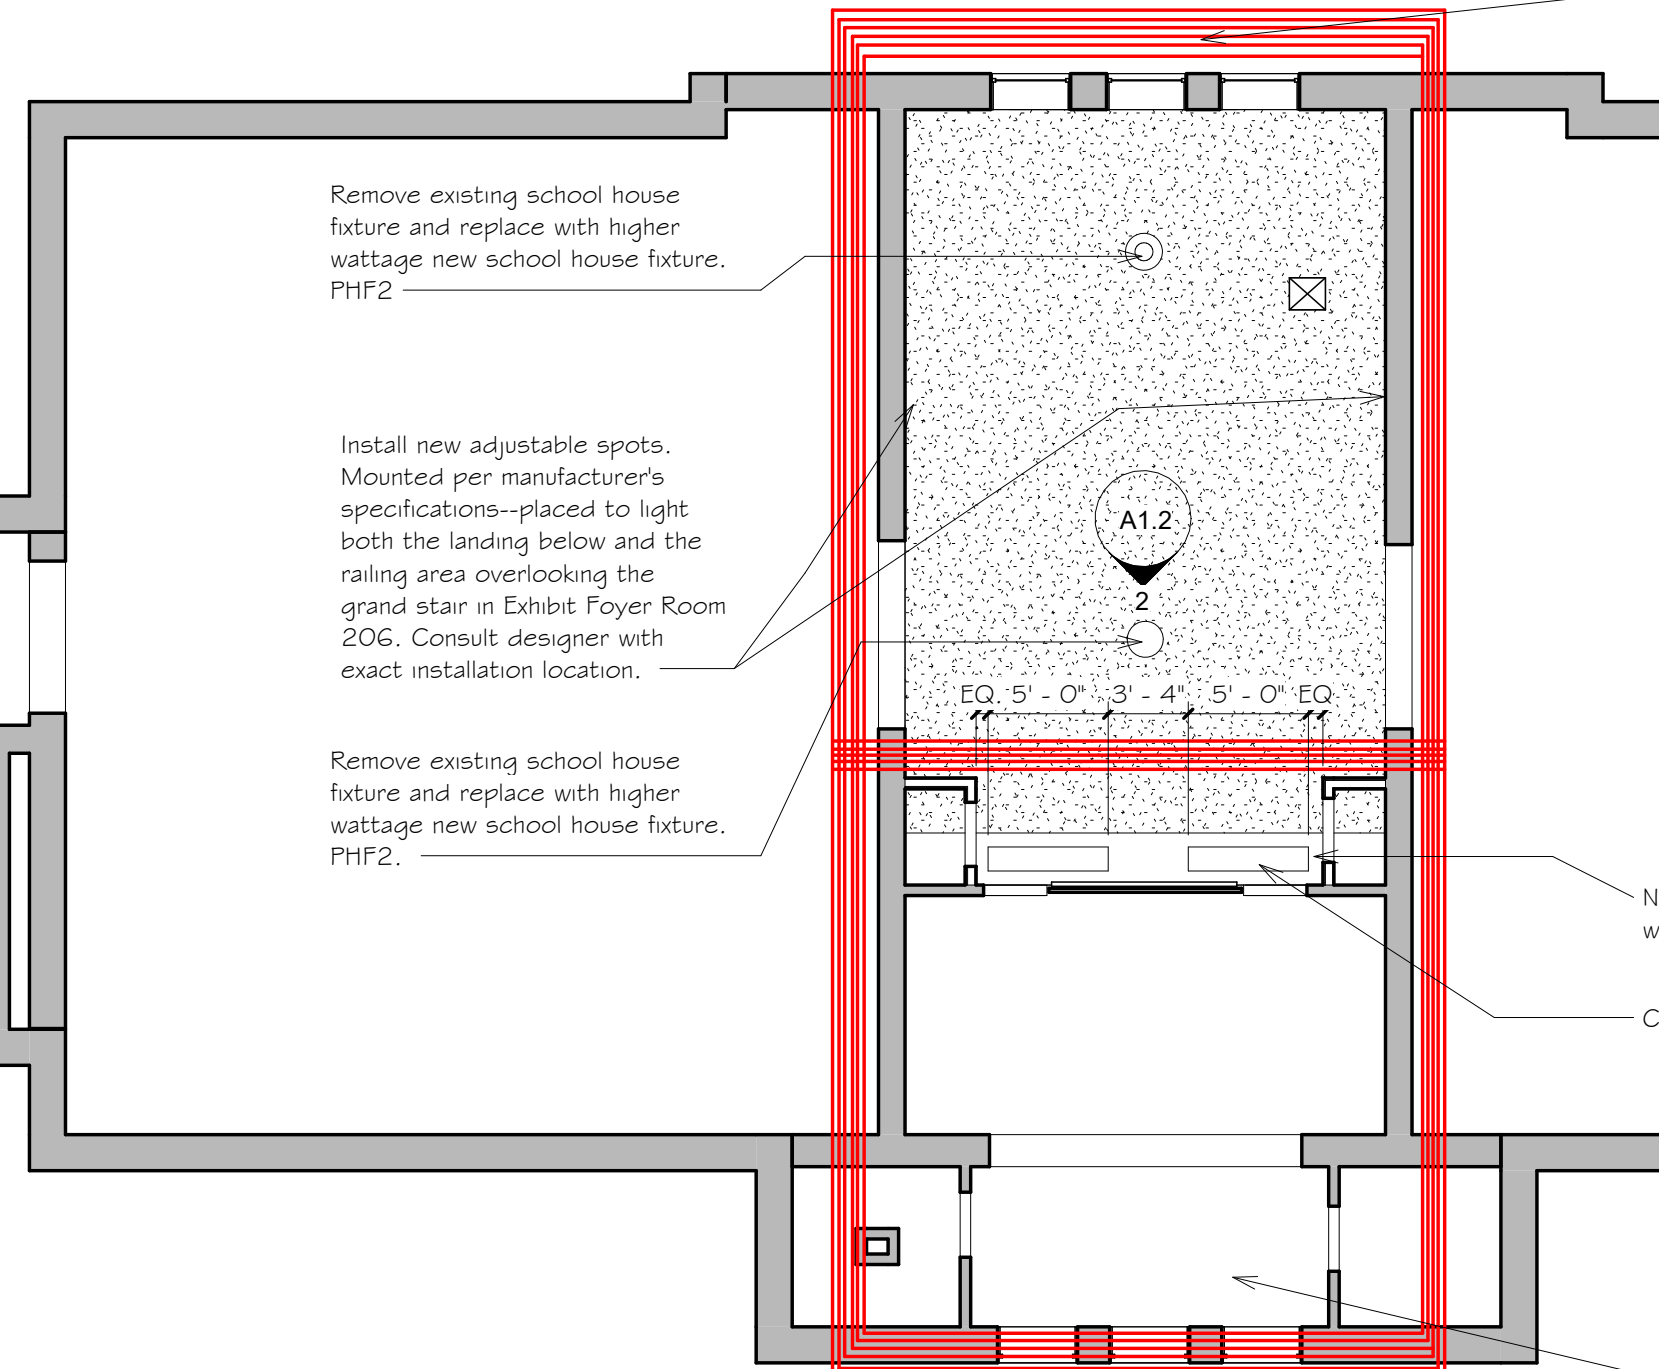 Remove existing school house
fixture and replace with higher
wattage new school house fixture.
PHF2
Install new adjustable spots.
Mounted per manufacturer's
specifications--placed to light
both the landing below and the
railing area overlooking the
grand stair in Exhibit Foyer Room
206. Consult designer with
exact installation location.
A1.2
2
EQ. 5' - 0" 3' - 4" 5' - 0" EQ
Remove existing school house
fixture and replace with higher
wattage new school house fixture.
PHF2.
N
w
C